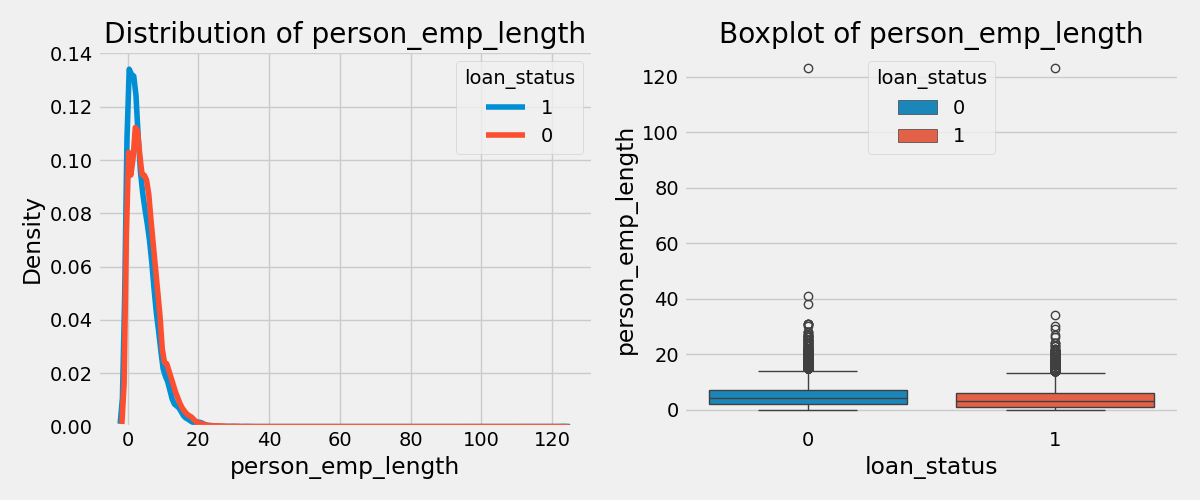 Distribution of person_emp_length
0.14
0.12
0.10
0.08
0.06
0.04
0.02
0.00
Density
loan_status
1
0
0 20 40 60 80 100 120
person_emp_length
Boxplot of person_emp_length
120
100
80
60
40
20
0
person_emp_length
loan_status
0
1
0 1
loan_status